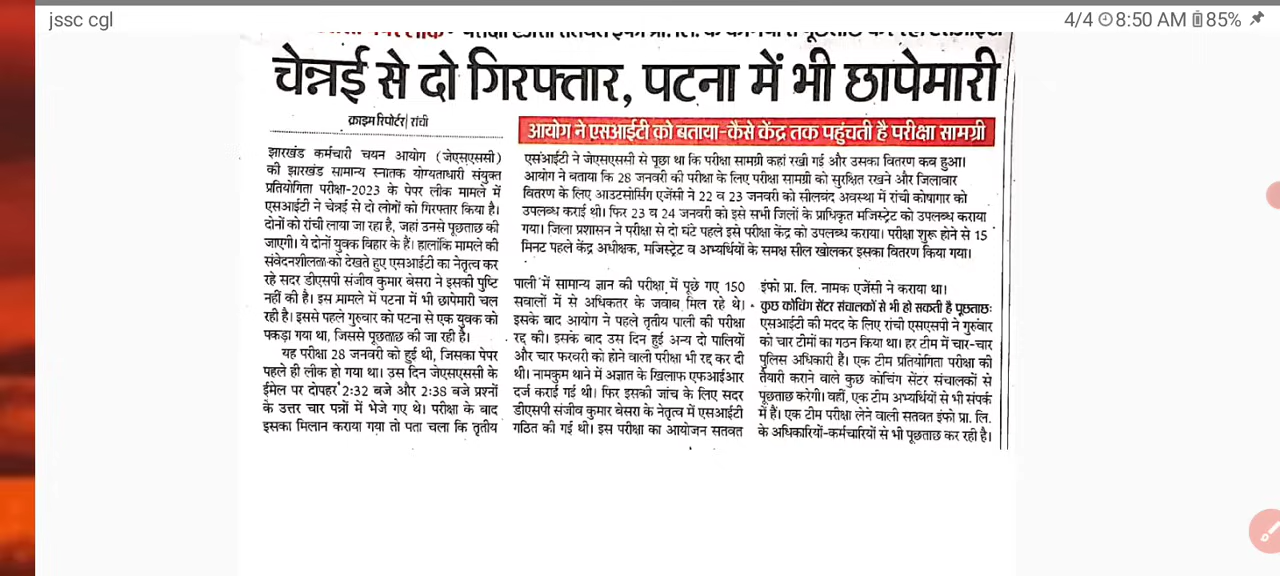 jssc cgl
4/4 8:50 AM 85%
चेन्नई से दो गिरफ्तार, पटना में भी छापेमारी
क्राइम रिपोर्टर| रांची
झारखंड कर्मचारी चयन आयोग (जेएसएससी)
की झारखंड सामान्य स्नातक योग्यताधारी संयुक्त
प्रतियोगिता परीक्षा-2023 के पेपर लीक मामले में
एसआईटी ने चेन्नई से दो लोगों को गिरफ्तार किया है।
दोनों को रांची लाया जा रहा है, जहां उनसे पूछताछ की
जाएगी। ये दोनों युवक बिहार के हैं। हालांकि मामले की
संवेदनशीलता को देखते हुए एसआईटी का नेतृत्व कर
रहे सदर डीएसपी संजीव कुमार बेसरा ने इसकी पुष्टि
नहीं की है। इस मामले में पटना में भी छापेमारी चल
रही है। इससे पहले गुरुवार को पटना से एक युवक को
पकड़ा गया था, जिससे पूछताछ की जा रही है।
यह परीक्षा 28 जनवरी को हुई थी, जिसका पेपर
पहले ही लीक हो गया था। उस दिन जेएसएससी के
ईमेल पर दोपहर 2:32 बजे और 2:38 बजे प्रश्नों
के उत्तर चार पन्नों में भेजे गए थे। परीक्षा के बाद
इसका मिलान कराया गया तो पता चला कि तृतीय
आयोग ने एसआईटी को बताया-कैसे केंद्र तक पहुंचती है परीक्षा सामग्री
एसआईटी ने जेएसएससी से पूछा था कि परीक्षा सामग्री कहां रखी गई और उसका वितरण कब हुआ।
आयोग ने बताया कि 28 जनवरी की परीक्षा के लिए परीक्षा सामग्री को सुरक्षित रखने और जिलावार
वितरण के लिए आउटसोर्सिंग एजेंसी ने 22 व 23 जनवरी को सीलबंद अवस्था में रांची कोषागार को
उपलब्ध कराई थी। फिर 23 व 24 जनवरी को इसे सभी जिलों के प्राधिकृत मजिस्ट्रेट को उपलब्ध कराया
गया। जिला प्रशासन ने परीक्षा से दो घंटे पहले इसे परीक्षा केंद्र को उपलब्ध कराया। परीक्षा शुरू होने से 15
मिनट पहले केंद्र अधीक्षक, मजिस्ट्रेट व अभ्यर्थियों के समक्ष सील खोलकर इसका वितरण किया गया।
पाली में सामान्य ज्ञान की परीक्षा में पूछे गए 150
सवालों में से अधिकतर के जवाब मिल रहे थे।
इसके बाद आयोग ने पहले तृतीय पाली की परीक्षा
रद्द की। इसके बाद उस दिन हुई अन्य दो पालियों
और चार फरवरी को होने वाली परीक्षा भी रद्द कर दी
थी। नामकुम थाने में अज्ञात के खिलाफ एफआईआर
दर्ज कराई गई थी। फिर इसकी जांच के लिए सदर
डीएसपी संजीव कुमार बेसरा के नेतृत्व में एसआईटी
गठित की गई थी। इस परीक्षा का आयोजन सतवत
इंफो प्रा. लि. नामक एजेंसी ने कराया था।
कुछ कोचिंग सेंटर संचालकों से भी हो सकती है पूछताछः
एसआईटी की मदद के लिए रांची एसएसपी ने गुरुवार
को चार टीमों का गठन किया था। हर टीम में चार-चार
पुलिस अधिकारी हैं। एक टीम प्रतियोगिता परीक्षा की
तैयारी कराने वाले कुछ कोचिंग सेंटर संचालकों से
पूछताछ करेगी। वहीं, एक टीम अभ्यर्थियों से भी संपर्क
में हैं। एक टीम परीक्षा लेने वाली सतवत इंफो प्रा. लि.
के अधिकारियों-कर्मचारियों से भी पूछताछ कर रही है।